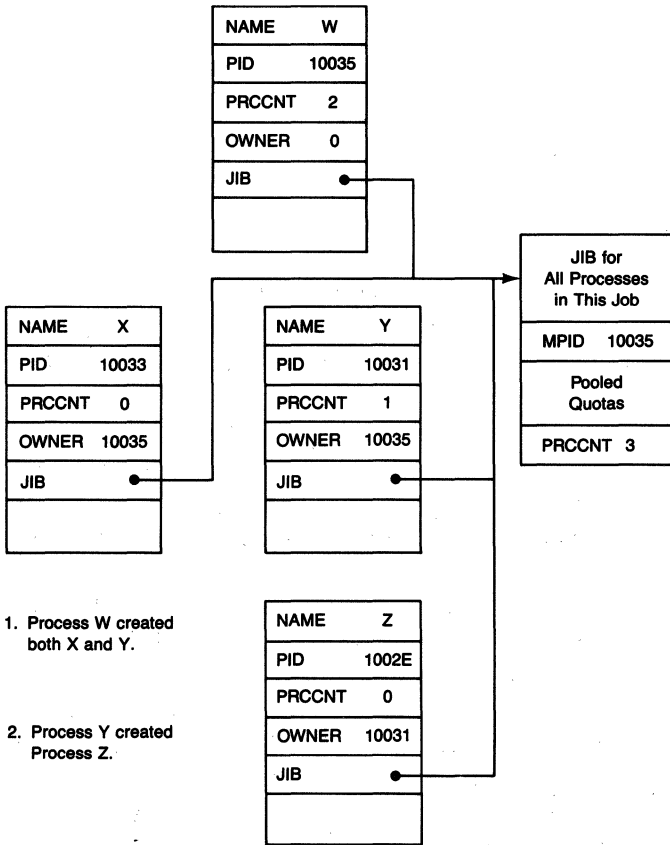 NAME W
PID 10035
PRCCNT 2
OWNER 0
JIB
JIB for
All Processes
in This Job
MPID 10035
Pooled
Quotas
PRCCNT 3
NAME X
PID 10033
PRCCNT 0
OWNER 10035
JIB
NAME Y
PID 10031
PRCCNT 1
OWNER 10035
JIB
1. Process W created
both X and Y.
2. Process Y created
Process Z.
NAME Z
PID 1002E
PRCCNT 0
OWNER 10031
JIB